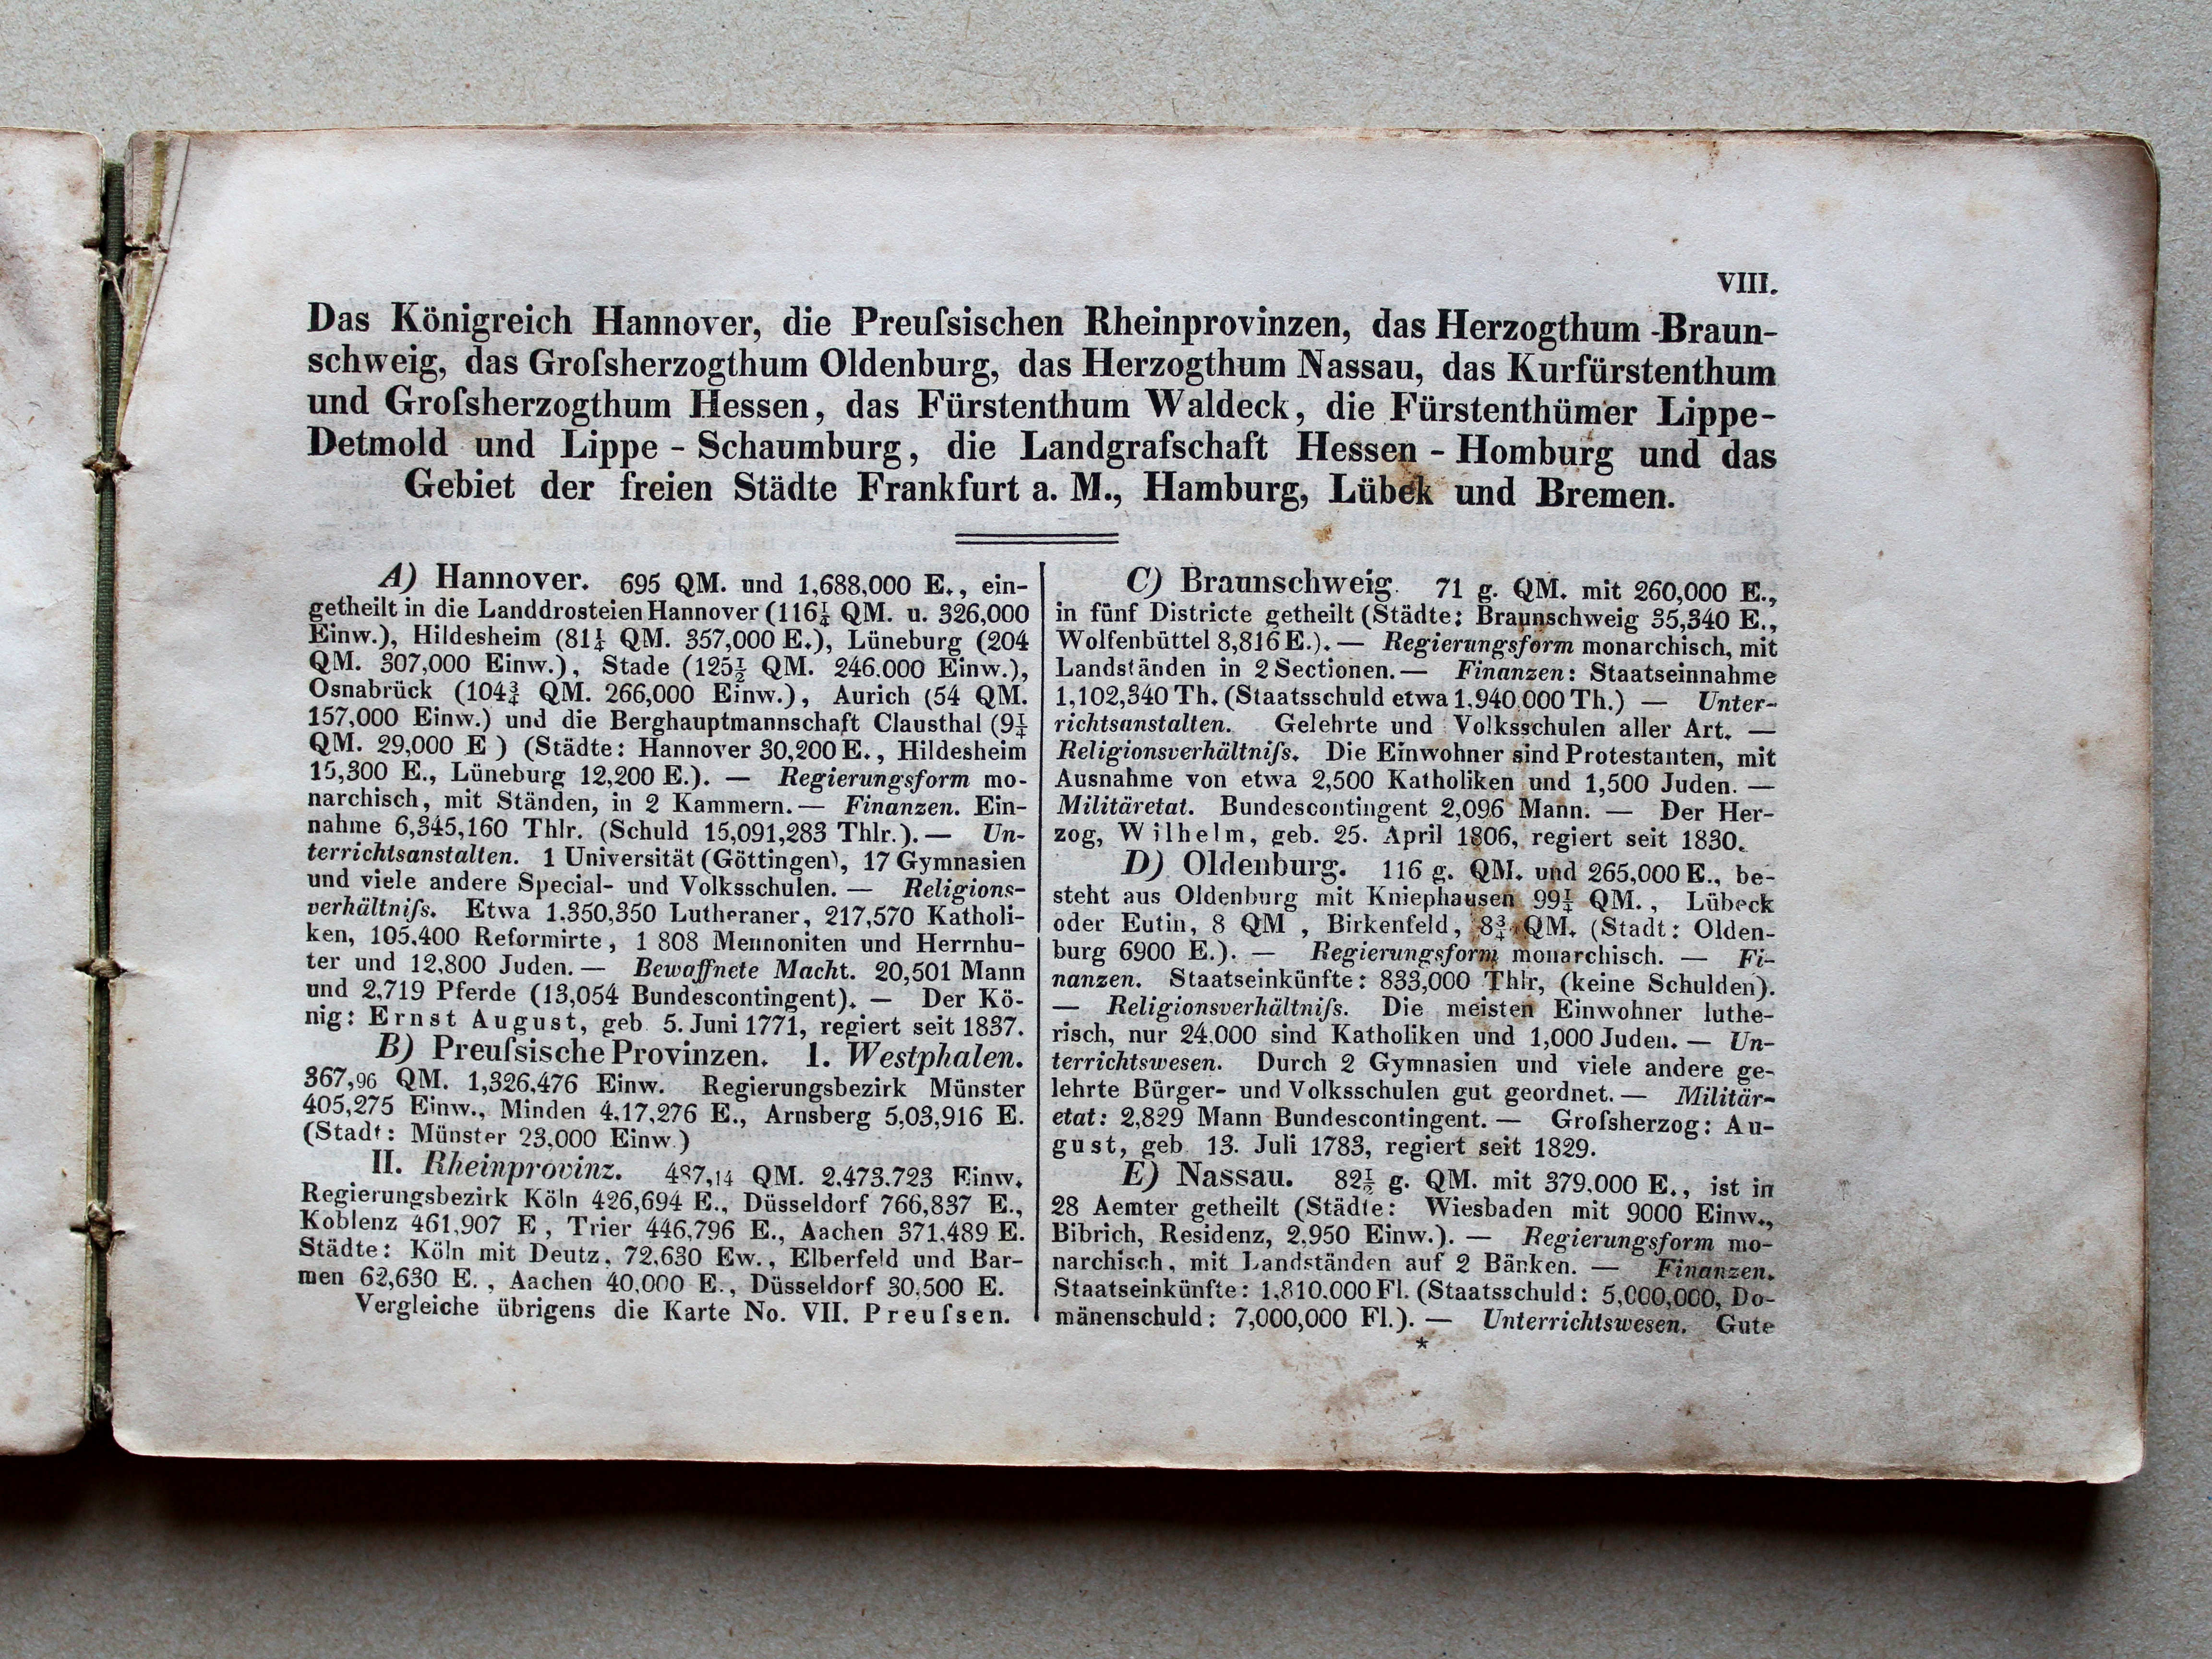 VIII.
Das Königreich Hannover, die Preuſsischen Rheinprovinzen, das Herzogthum -Braun-
schweig, das Groſsherzogthum Oldenburg, das Herzogthum Nassau, das Kurfürstenthum
und Groſsherzogthum Hessen, das Fürstenthum Waldeck, die Fürstenthümer Lippe-
Detmold und Lippe - Schaumburg, die Landgrafschaft Hessen - Homburg und das
Gebiet der freien Städte Frankfurt a. M., Hamburg, Lübek und Bremen.
A) Hannover. 695 QM. und 1,688,000 E., ein-
getheilt in die Landdrosteien Hannover (116¼ QM. u. 326,000
Einw.), Hildesheim (81¼ QM. 357,000 E.), Lüneburg (204
QM. 307,000 Einw.), Stade (125½ QM. 246.000 Einw.),
Osnabrück (104¾ QM. 266,000 Einw.), Aurich (54 QM.
157,000 Einw.) und die Berghauptmannschaft Clausthal (9¼
QM. 29,000 E ) (Städte: Hannover 30,200 E., Hildesheim
15,300 E., Lüneburg 12,200 E.). — Regierungsform mo-
narchisch, mit Ständen, in 2 Kammern. — Finanzen. Ein-
nahme 6,345,160 Thlr. (Schuld 15,091,283 Thlr.). — Un-
terrichtsanstalten. 1 Universität (Göttingen), 17 Gymnasien
und viele andere Special- und Volksschulen. — Religions-
verhältniſs. Etwa 1,350,350 Lutheraner, 217,570 Katholi-
ken, 105,400 Reformirte, 1 808 Mennoniten und Herrnhu-
ter und 12,800 Juden. — Bewaffnete Macht. 20,501 Mann
und 2,719 Pferde (13,054 Bundescontingent). — Der Kö-
nig: Ernst August, geb. 5. Juni 1771, regiert seit 1837.
B) Preuſsische Provinzen. 1. Westphalen.
367,96 QM. 1,326,476 Einw. Regierungsbezirk Münster
405,275 Einw., Minden 4,17,276 E., Arnsberg 5,03,916 E.
(Stadt: Münster 23,000 Einw.)
II. Rheinprovinz. 487,14 QM. 2,473,723 Einw.
Regierungsbezirk Köln 426,694 E., Düsseldorf 766,837 E.,
Koblenz 461,907 E, Trier 446,796 E., Aachen 371,489 E.
Städte: Köln mit Deutz, 72,630 Ew., Elberfeld und Bar-
men 62,630 E., Aachen 40,000 E., Düsseldorf 30,500 E.
Vergleiche übrigens die Karte No. VII. Preuſsen.
C) Braunschweig. 71 g. QM. mit 260,000 E.,
in fünf Districte getheilt (Städte: Braunschweig 35,340 E.,
Wolfenbüttel 8,816 E.). — Regierungsform monarchisch, mit
Landständen in 2 Sectionen. — Finanzen: Staatseinnahme
1,102,340 Th. (Staatsschuld etwa 1,940,000 Th.) — Unter-
richtsanstalten. Gelehrte und Volksschulen aller Art. —
Religionsverhältniſs. Die Einwohner sind Protestanten, mit
Ausnahme von etwa 2,500 Katholiken und 1,500 Juden. —
Militäretat. Bundescontingent 2,096 Mann. — Der Her-
zog, Wilhelm, geb. 25. April 1806, regiert seit 1830.
D) Oldenburg. 116 g. QM. und 265,000 E., be-
steht aus Oldenburg mit Kniephausen 99¼ QM., Lübeck
oder Eutin, 8 QM , Birkenfeld, 8¾ QM. (Stadt: Olden-
burg 6900 E.). — Regierungsform monarchisch. — Fi-
nanzen. Staatseinkünfte: 833,000 Thlr, (keine Schulden).
— Religionsverhältniſs. Die meisten Einwohner luthe-
risch, nur 24,000 sind Katholiken und 1,000 Juden. — Un-
terrichtswesen. Durch 2 Gymnasien und viele andere ge-
lehrte Bürger- und Volksschulen gut geordnet. — Militär-
etat: 2,829 Mann Bundescontingent. — Groſsherzog: Au-
gust, geb. 13. Juli 1783, regiert seit 1829.
E) Nassau. 82½ g. QM. mit 379,000 E., ist in
28 Aemter getheilt (Städte: Wiesbaden mit 9000 Einw.,
Bibrich, Residenz, 2,950 Einw.). — Regierungsform mo-
narchisch, mit Landständen auf 2 Bänken. — Finanzen.
Staatseinkünfte: 1,810,000 Fl. (Staatsschuld: 5,000,000, Do-
mänenschuld: 7,000,000 Fl.). — Unterrichtswesen. Gute
*